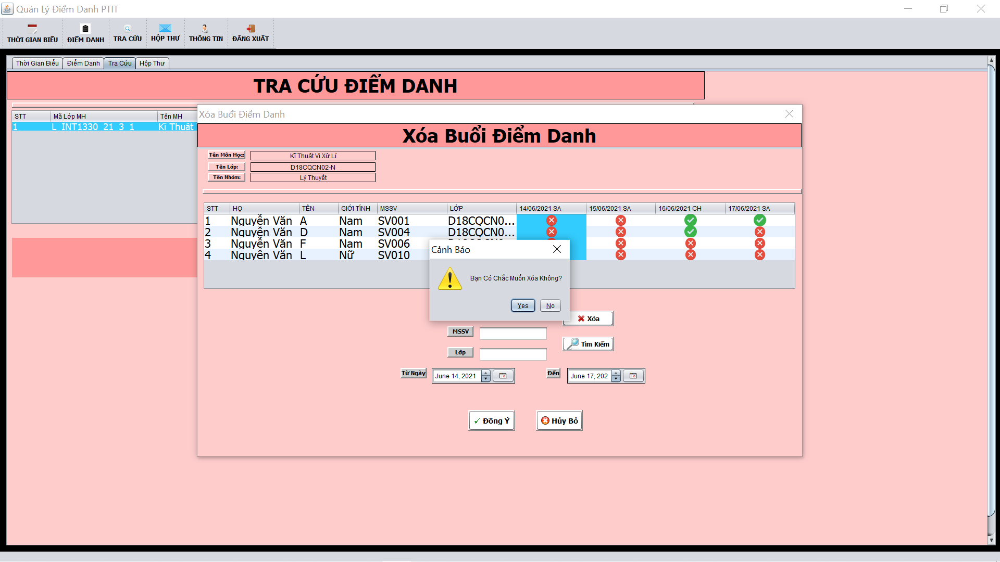 Quản Lý Điểm Danh PTIT
THỜI GIAN BIỂU ĐIỂM DANH TRA CỨU HỘP THƯ THÔNG TIN ĐĂNG XUẤT
Thời Gian Biểu Điểm Danh Tra Cứu Hộp Thư
TRA CỨU ĐIỂM DANH
STT Mã Lớp MH Tên MH
1 L_INT1330_21_3_1 Kĩ Thuật
Xóa Buổi Điểm Danh
Xóa Buổi Điểm Danh
Tên Môn Học: Kĩ Thuật Vi Xử Lí
Tên Lớp: D18CQCN02-N
Tên Nhóm: Lý Thuyết
STT HỌ TÊN GIỚI TÍNH MSSV LỚP 14/06/2021 SA 15/06/2021 SA 16/06/2021 CH 17/06/2021 SA
1 Nguyễn Văn A Nam SV001 D18CQCN0...
2 Nguyễn Văn D Nam SV004 D18CQCN0...
3 Nguyễn Văn F Nam SV006
4 Nguyễn Văn L Nữ SV010
Cảnh Báo
Bạn Có Chắc Muốn Xóa Không?
Yes No
Xóa
MSSV
Tìm Kiếm
Lớp
Từ Ngày June 14, 2021 Đến June 17, 202
Đồng Ý Hủy Bỏ